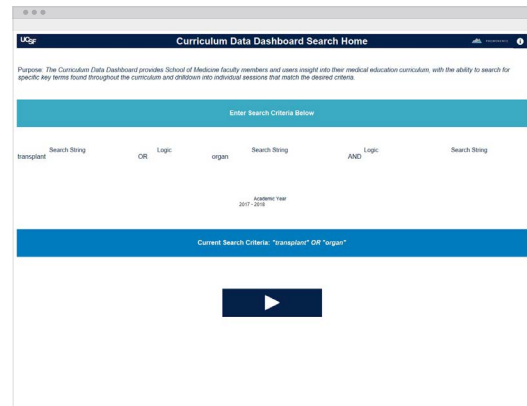 UCSF Curriculum Data Dashboard Search Home
Purpose: The Curriculum Data Dashboard provides School of Medicine faculty members and users insight into their medical education curriculum, with the ability to search for
specific key terms found throughout the curriculum and drilldown into individual sessions that match the desired criteria.
Enter Search Criteria Below
Search String Logic Search String Logic Search String
transplant OR organ AND
Academic Year
2017 - 2018
Current Search Criteria: "transplant" OR "organ"